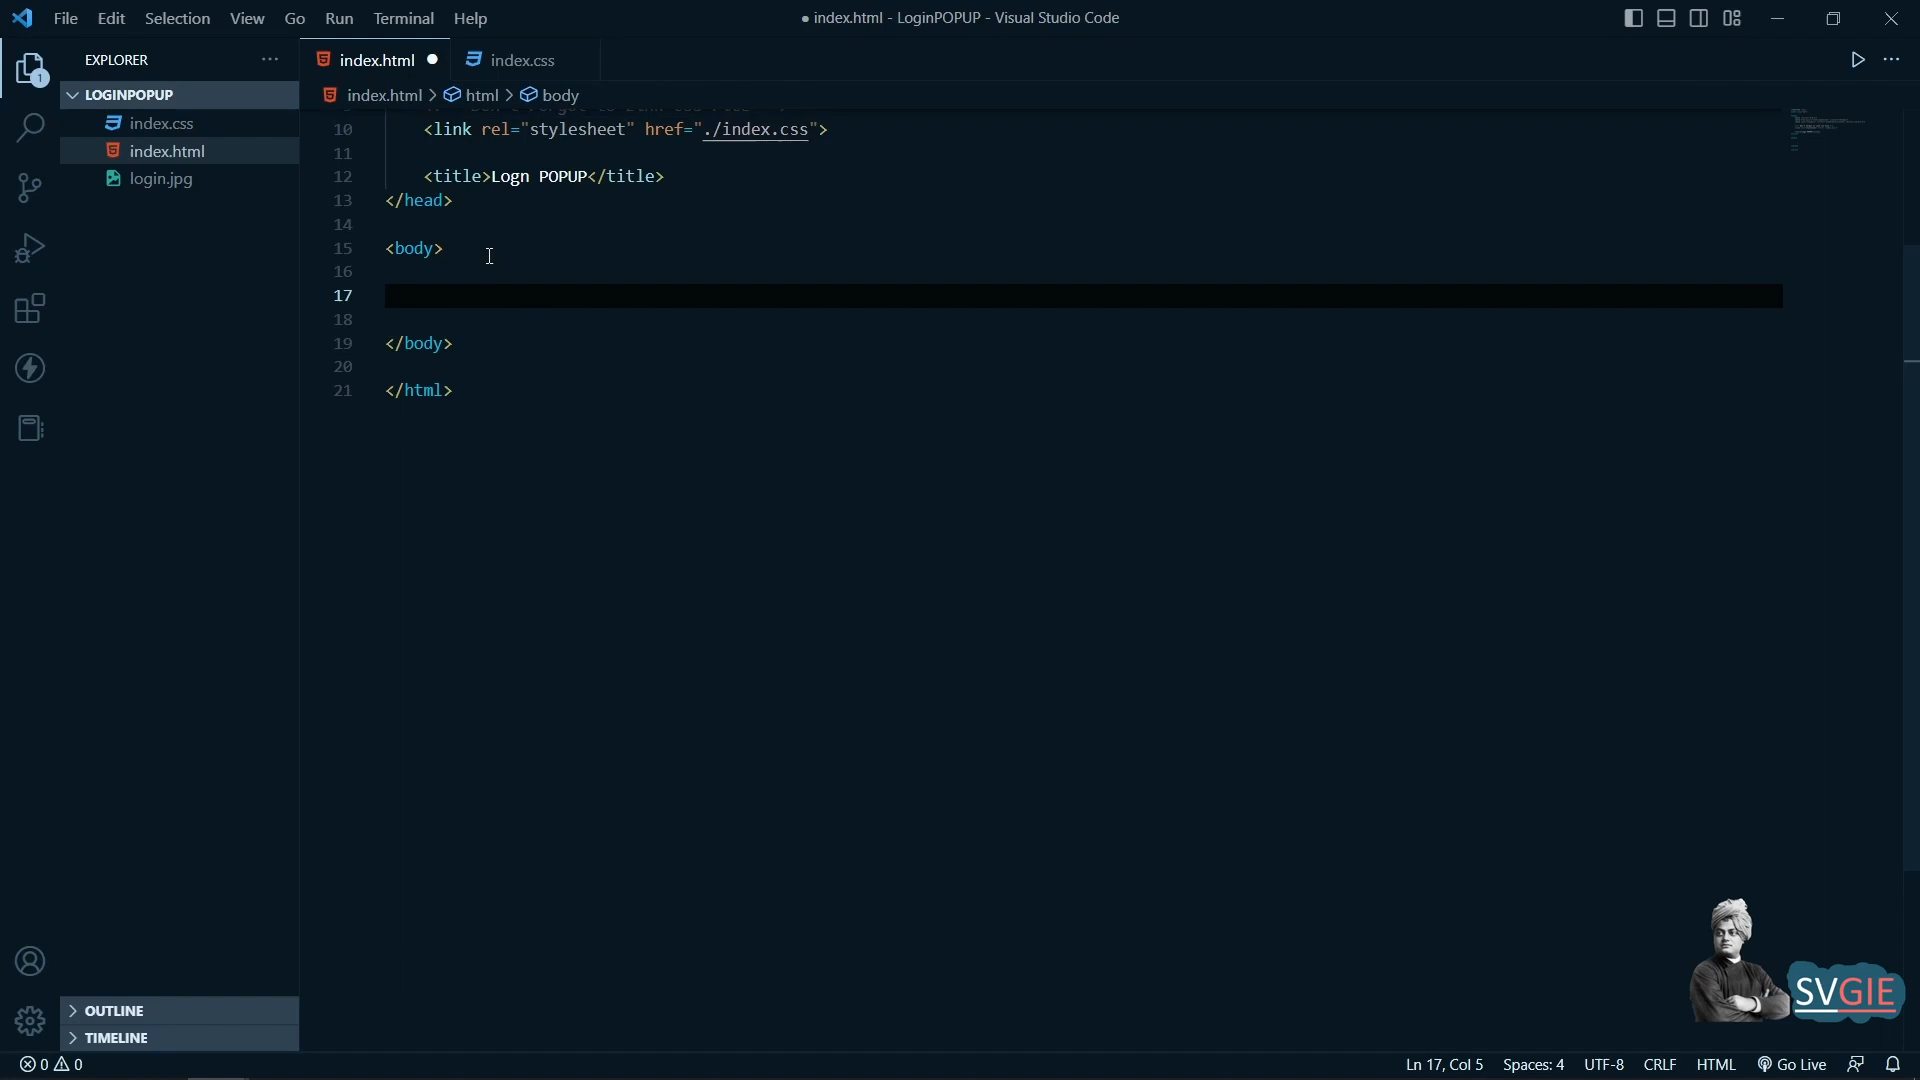 File Edit Selection View Go Run Terminal Help
● index.html - LoginPOPUP - Visual Studio Code
EXPLORER
1
LOGINPOPUP
index.css
index.html
login.jpg
OUTLINE
TIMELINE
index.html
index.css
index.html > html > body
10 <link rel="stylesheet" href="./index.css">
11
12 <title>Logn POPUP</title>
13 </head>
14
15 <body>
16
17
18
19 </body>
20
21 </html>
SVGIE
0 0
Ln 17, Col 5 Spaces: 4 UTF-8 CRLF HTML Go Live